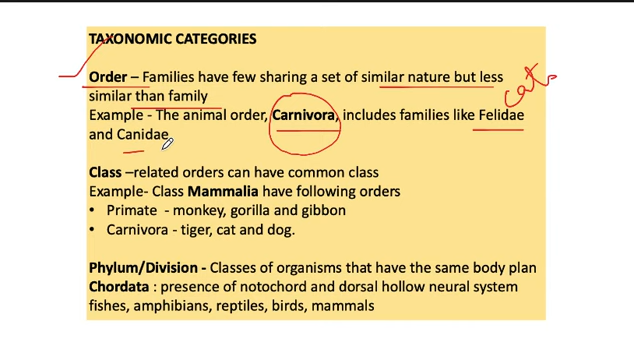 TAXONOMIC CATEGORIES
Order – Families have few sharing a set of similar nature but less
similar than family
Example - The animal order, Carnivora, includes families like Felidae
and Canidae
cats
Class –related orders can have common class
Example- Class Mammalia have following orders
• Primate - monkey, gorilla and gibbon
• Carnivora - tiger, cat and dog.
Phylum/Division - Classes of organisms that have the same body plan
Chordata : presence of notochord and dorsal hollow neural system
fishes, amphibians, reptiles, birds, mammals